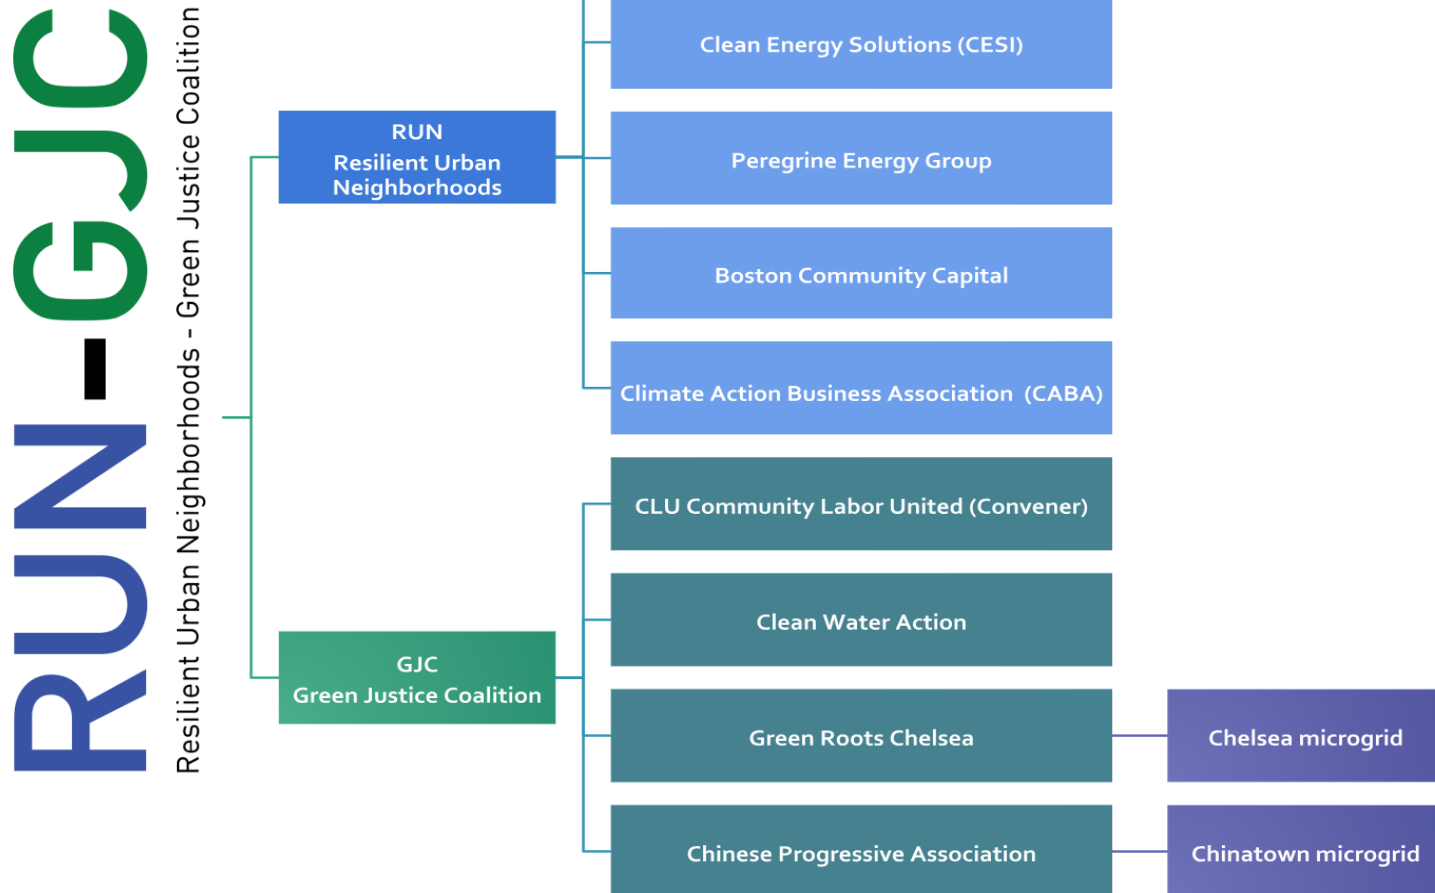 RUN-GJC
Resilient Urban Neighborhoods - Green Justice Coalition
RUN
Resilient Urban
Neighborhoods
Clean Energy Solutions (CESI)
Peregrine Energy Group
Boston Community Capital
Climate Action Business Association (CABA)
GJC
Green Justice Coalition
CLU Community Labor United (Convener)
Clean Water Action
Green Roots Chelsea
Chelsea microgrid
Chinese Progressive Association
Chinatown microgrid